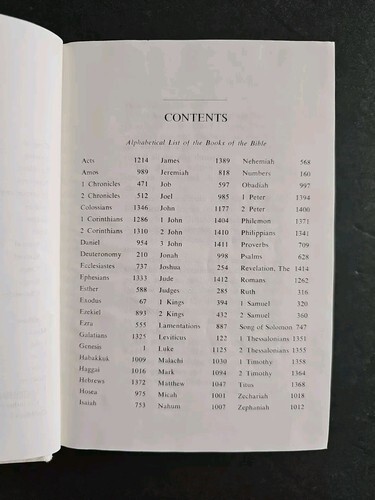 CONTENTS
Alphabetical List of the Books of the Bible
Acts 1214
Amos 989
1 Chronicles 471
2 Chronicles 512
Colossians 1346
1 Corinthians 1286
2 Corinthians 1310
Daniel 954
Deuteronomy 210
Ecclesiastes 737
Ephesians 1333
Esther 588
Exodus 67
Ezekiel 893
Ezra 555
Galatians 1325
Genesis 1
Habakkuk 1009
Haggai 1016
Hebrews 1372
Hosea 975
Isaiah 753
James 1389
Jeremiah 818
Job 597
Joel 985
John 1177
1 John 1404
2 John 1410
3 John 1411
Jonah 998
Joshua 254
Jude 1412
Judges 285
1 Kings 394
2 Kings 432
Lamentations 887
Leviticus 122
Luke 1125
Malachi 1030
Mark 1094
Matthew 1047
Micah 1001
Nahum 1007
Nehemiah 568
Numbers 160
Obadiah 997
1 Peter 1394
2 Peter 1400
Philemon 1371
Philippians 1341
Proverbs 709
Psalms 628
Revelation, The 1414
Romans 1262
Ruth 316
1 Samuel 320
2 Samuel 360
Song of Solomon 747
1 Thessalonians 1351
2 Thessalonians 1355
1 Timothy 1358
2 Timothy 1364
Titus 1368
Zechariah 1018
Zephaniah 1012